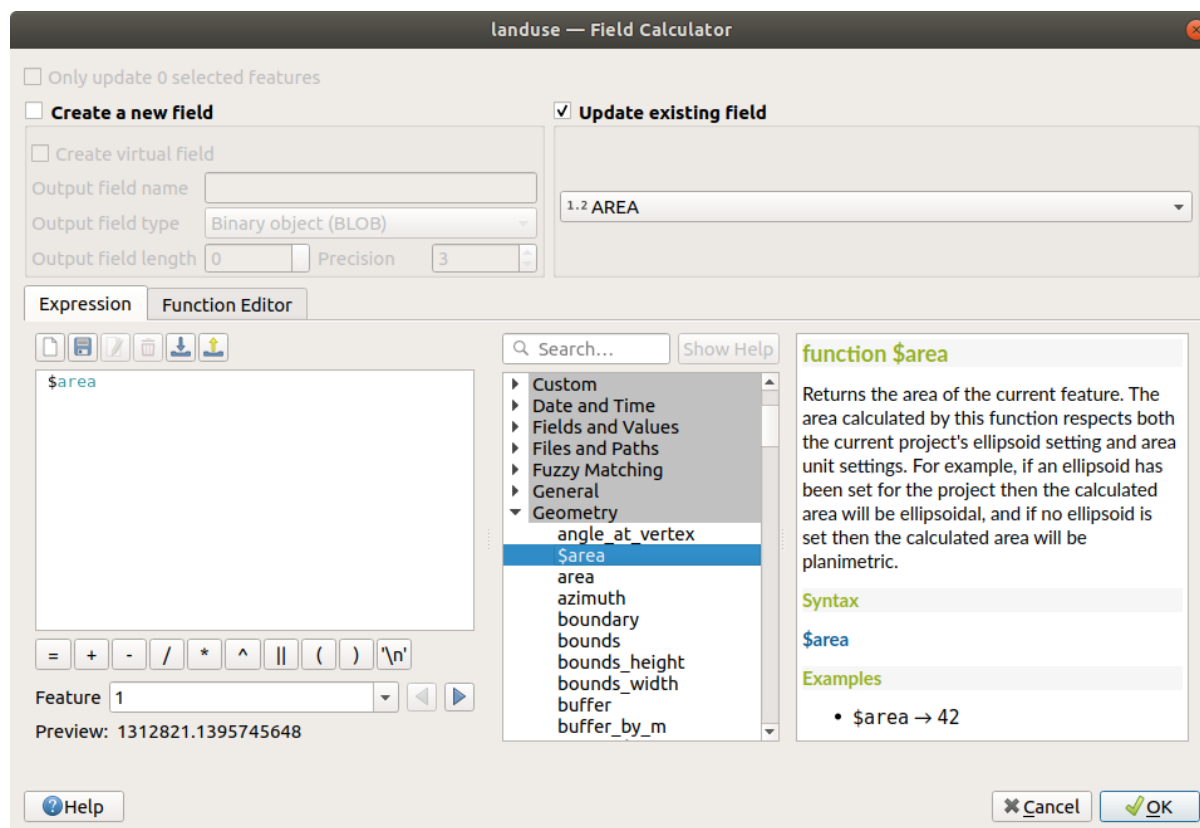 landuse — Field Calculator
Only update 0 selected features
Create a new field
Update existing field
Create virtual field
Output field name
Output field type Binary object (BLOB)
Output field length 0 Precision 3
1.2 AREA
Expression Function Editor
$area
= + - / * ^ || ( ) '\n'
Feature 1
Preview: 1312821.1395745648
Search... Show Help
Custom
Date and Time
Fields and Values
Files and Paths
Fuzzy Matching
General
Geometry
angle_at_vertex
$area
area
azimuth
boundary
bounds
bounds_height
bounds_width
buffer
buffer_by_m
function $area
Returns the area of the current feature. The
area calculated by this function respects both
the current project's ellipsoid setting and area
unit settings. For example, if an ellipsoid has
been set for the project then the calculated
area will be ellipsoidal, and if no ellipsoid is
set then the calculated area will be
planimetric.
Syntax
$area
Examples
• $area → 42
Help
Cancel OK